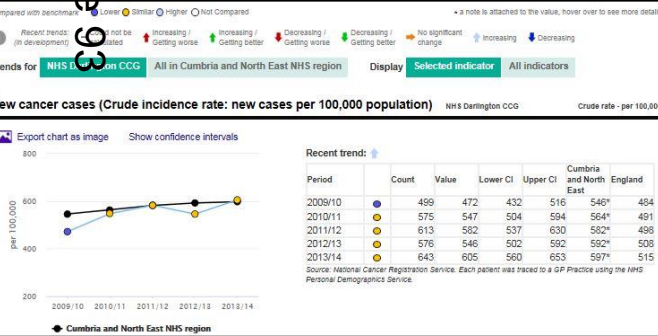 mpared with benchmark Lower Similar Higher Not Compared
a note is attached to the value, hover over to see more detail
Recent trends: (in development)
not be
Increasing / Getting worse
Increasing / Getting better
Decreasing / Getting worse
Decreasing / Getting better
No significant change
Increasing
Decreasing
ends for NHS Darlington CCG All in Cumbria and North East NHS region Display Selected indicator All indicators
ew cancer cases (Crude incidence rate: new cases per 100,000 population) NHS Darlington CCG Crude rate - per 100,00
Export chart as image Show confidence intervals
800
600
400
200
per 100,000
2009/10 2010/11 2011/12 2012/13 2013/14
Cumbria and North East NHS region
Recent trend:
Period Count Value Lower CI Upper CI Cumbria and North East England
2009/10 499 472 432 516 546* 484
2010/11 575 547 504 594 564* 491
2011/12 613 582 537 630 582* 498
2012/13 576 546 502 592 592* 508
2013/14 643 605 560 653 597* 515
Source: National Cancer Registration Service. Each patient was traced to a GP Practice using the NHS
Personal Demographics Service.